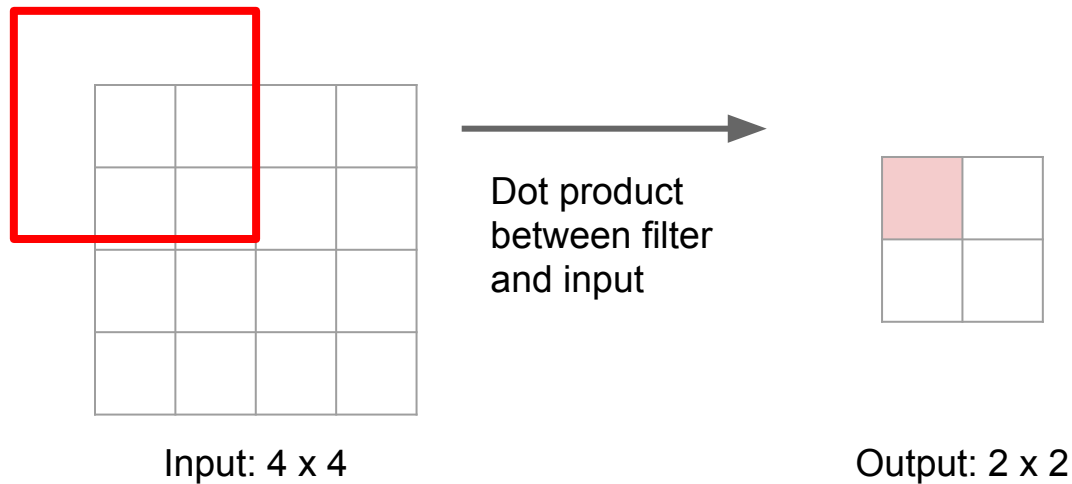 Dot product
between filter
and input
Input: 4 x 4
Output: 2 x 2